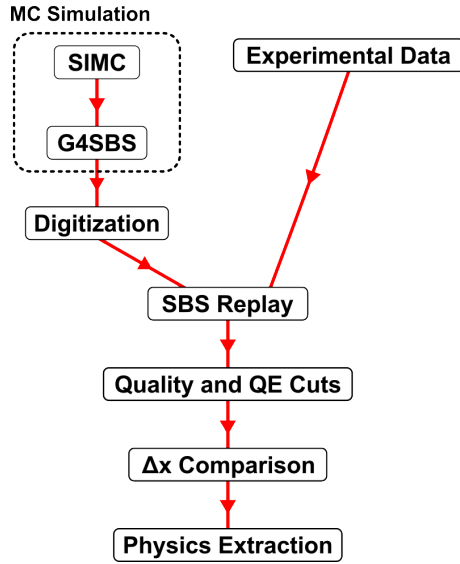 MC Simulation
SIMC
Experimental Data
G4SBS
Digitization
SBS Replay
Quality and QE Cuts
Δx Comparison
Physics Extraction